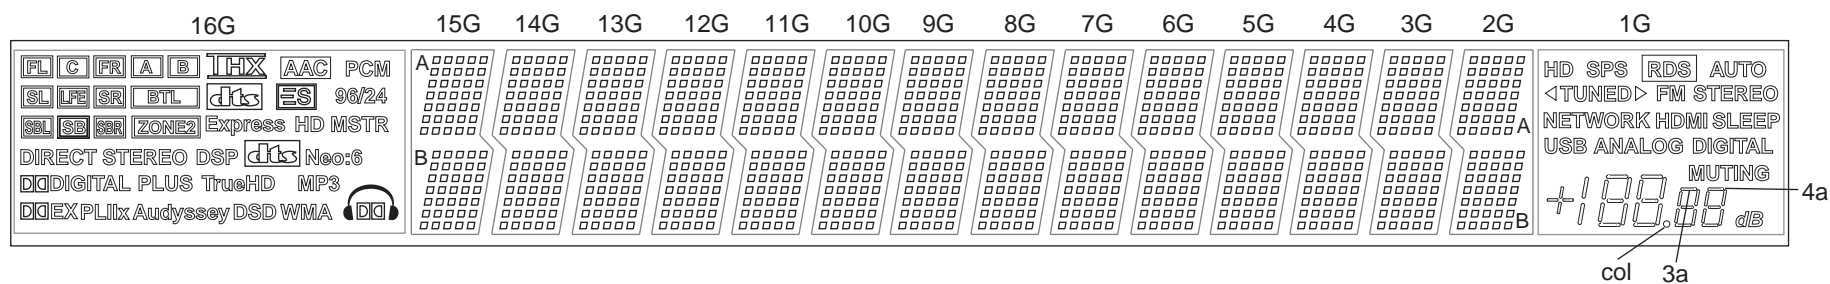 16G 15G 14G 13G 12G 11G 10G 9G 8G 7G 6G 5G 4G 3G 2G 1G
FL C FR A B THX AAC PCM
SL LFE SR BTL dts ES 96/24
SBL SB SBR ZONE2 Express HD MSTR
DIRECT STEREO DSP dts Neo:6
DIGITAL PLUS TrueHD MP3
EX PLIIx Audyssey DSD WMA
A
B
A
B
HD SPS RDS AUTO
TUNED FM STEREO
NETWORK HDMI SLEEP
USB ANALOG DIGITAL
MUTING
+188.88 dB
4a
col 3a